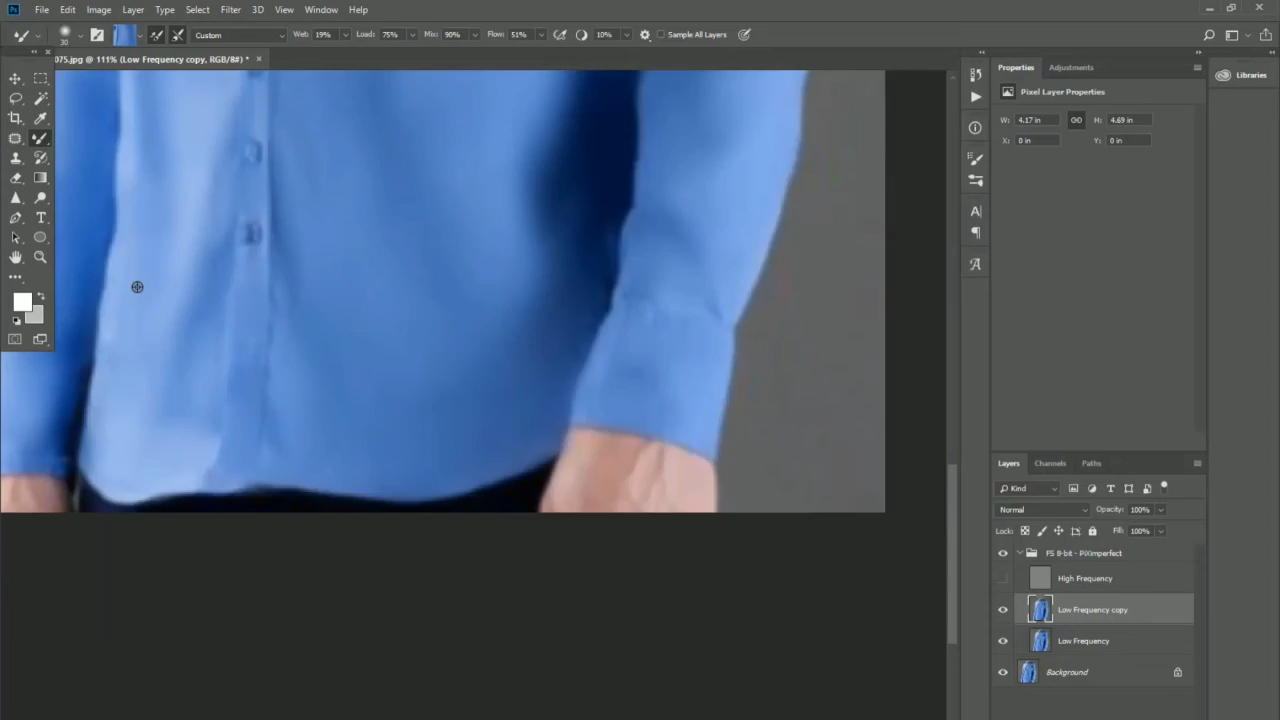 Ps File Edit Image Layer Type Select Filter 3D View Window Help
30 Custom Wet: 19% Load: 75% Mix: 90% Flow: 51% 10% Sample All Layers
075.jpg @ 111% (Low Frequency copy, RGB/8#) * ×
Properties Adjustments
Libraries
Pixel Layer Properties
W: 4.17 in H: 4.69 in
X: 0 in Y: 0 in
T
A|
A
Layers Channels Paths
Kind
Normal Opacity: 100%
Lock: Fill: 100%
FS 8-bit - PiXimperfect
High Frequency
Low Frequency copy
Low Frequency
Background